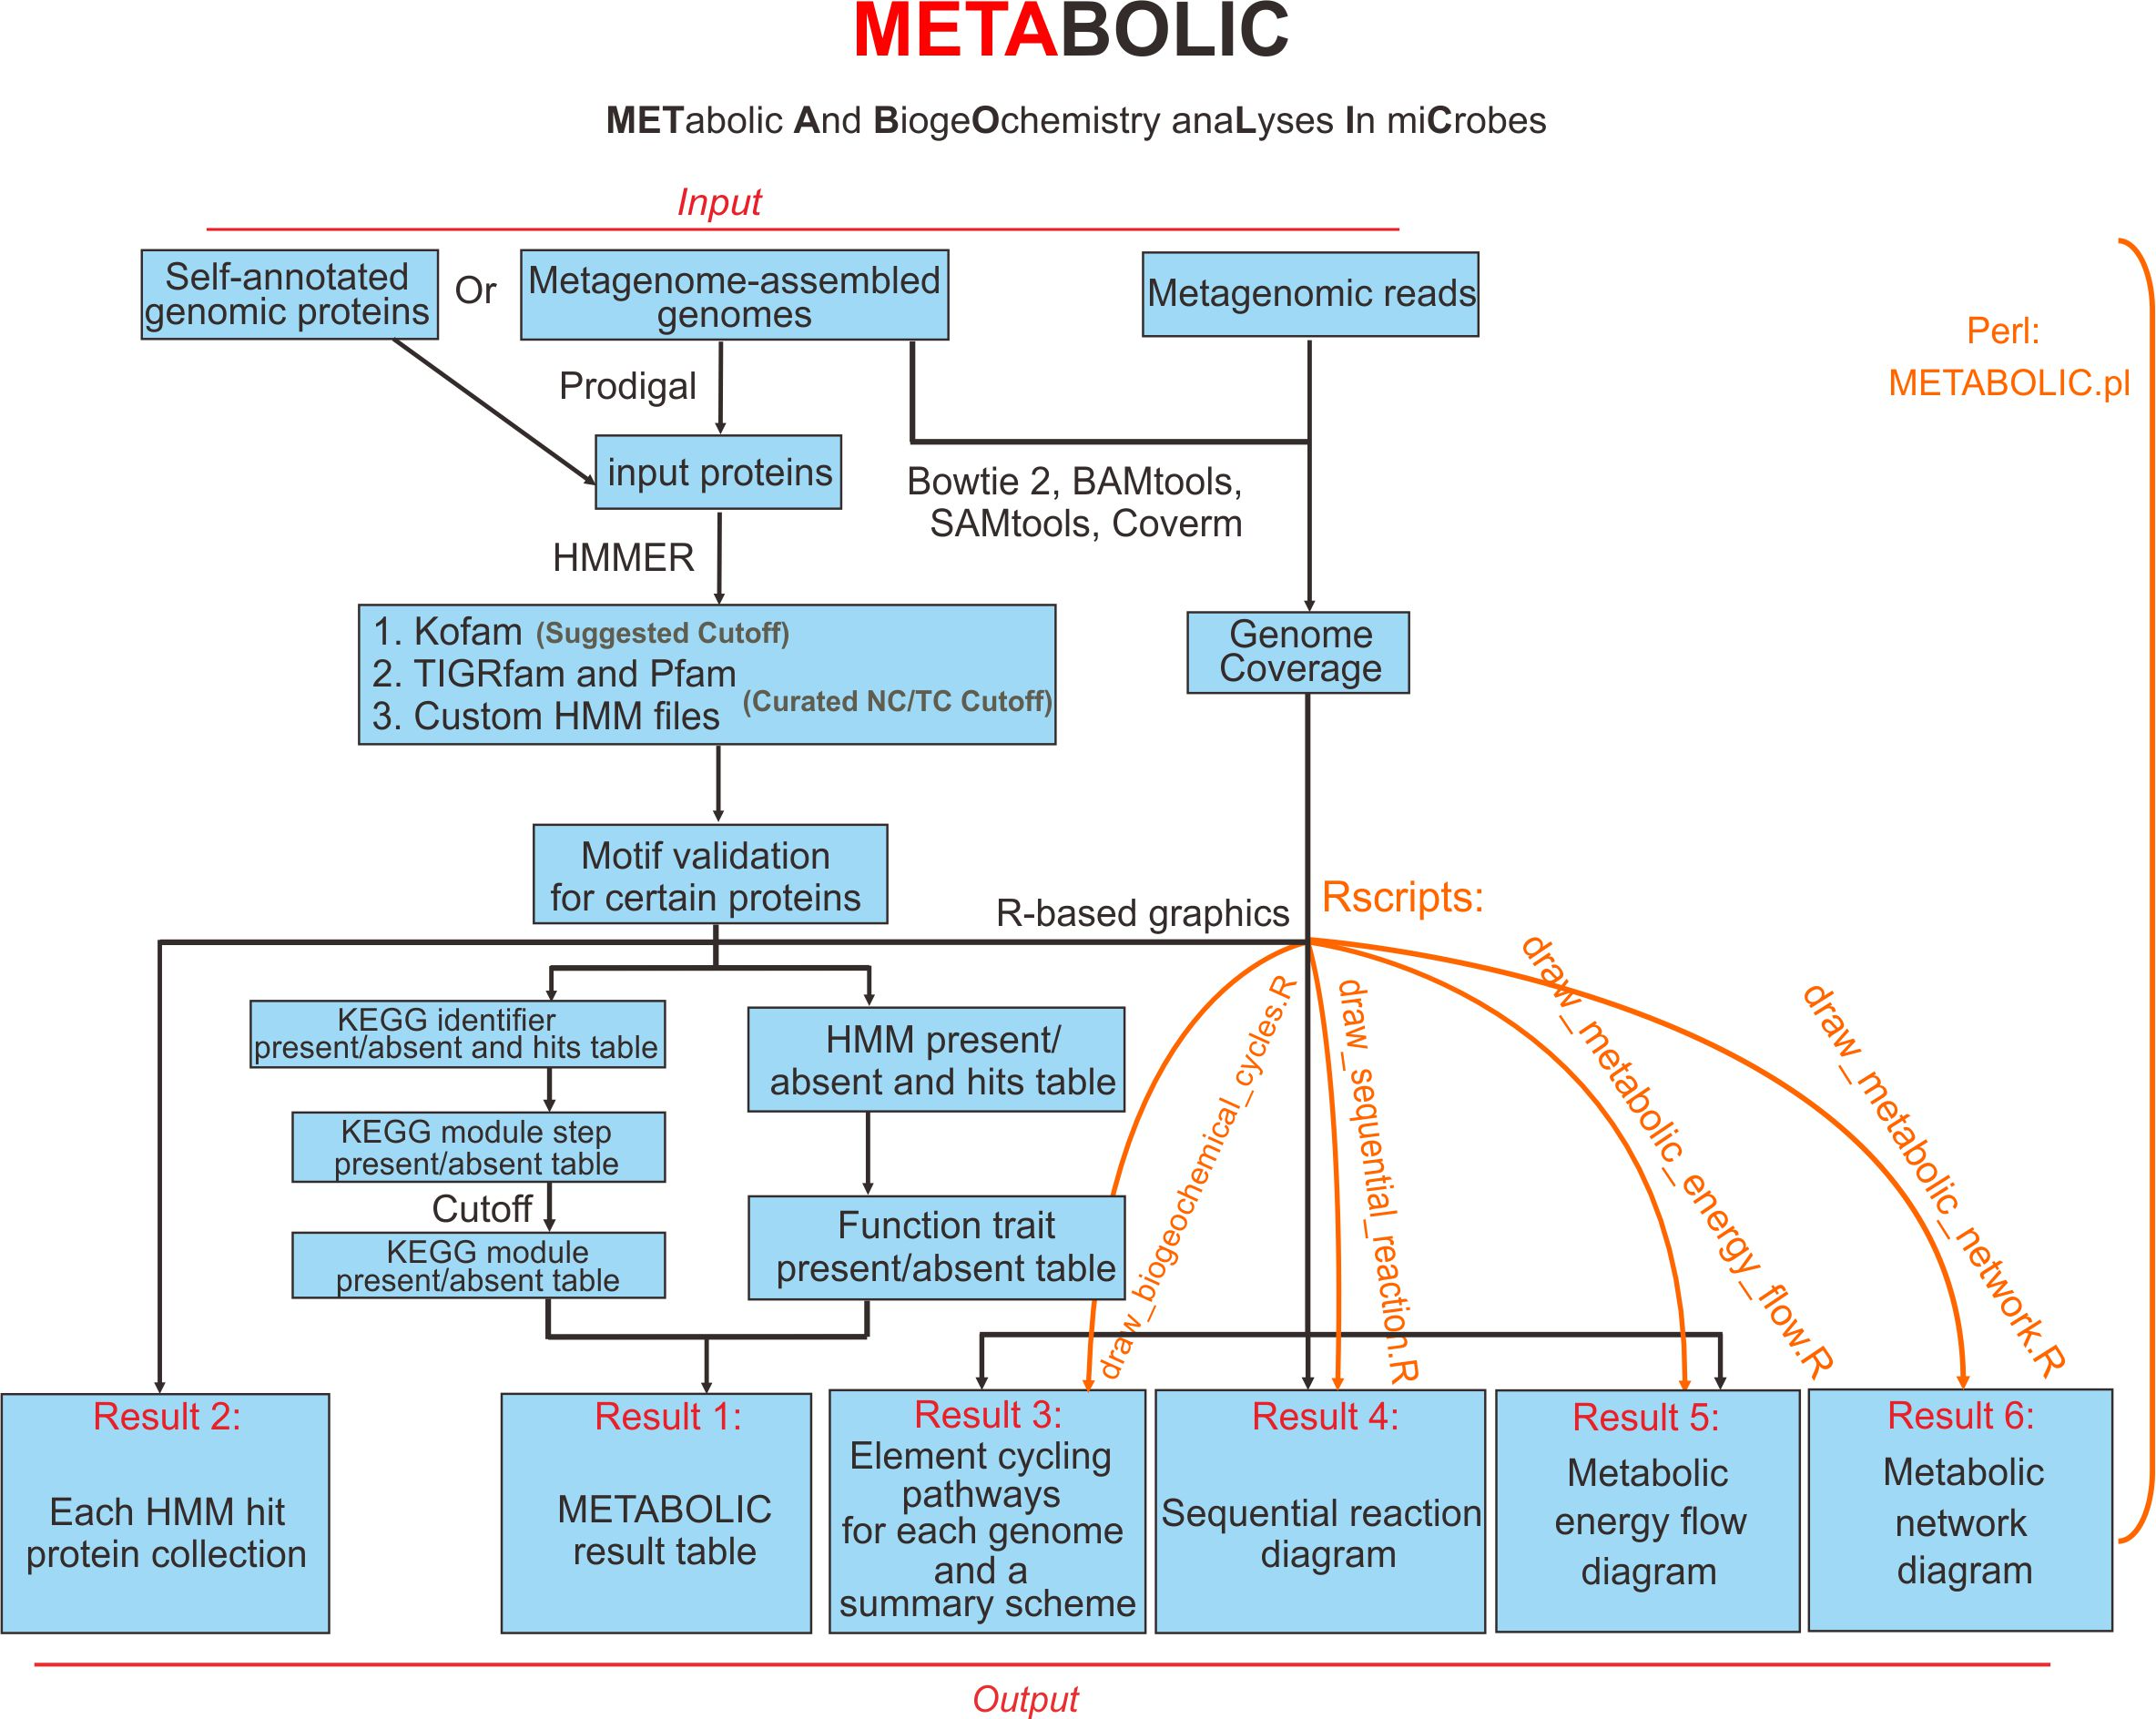 METABOLIC
METabolic And BiogeOchemistry anaLyses In miCrobes
Input
Self-annotated
genomic proteins
Or
Metagenome-assembled
genomes
Metagenomic reads
Perl:
METABOLIC.pl
Prodigal
input proteins
Bowtie 2, BAMtools,
SAMtools, Coverm
HMMER
1. Kofam (Suggested Cutoff)
2. TIGRfam and Pfam
3. Custom HMM files
(Curated NC/TC Cutoff)
Genome
Coverage
Motif validation
for certain proteins
R-based graphics
Rscripts:
draw_biogeochemical_cycles.R
draw_sequential_reaction.R
draw_metabolic_energy_flow.R
draw_metabolic_network.R
KEGG identifier
present/absent and hits table
HMM present/
absent and hits table
KEGG module step
present/absent table
Cutoff
KEGG module
present/absent table
Function trait
present/absent table
Result 2:
Each HMM hit
protein collection
Result 1:
METABOLIC
result table
Result 3:
Element cycling
pathways
for each genome
and a
summary scheme
Result 4:
Sequential reaction
diagram
Result 5:
Metabolic
energy flow
diagram
Result 6:
Metabolic
network
diagram
Output